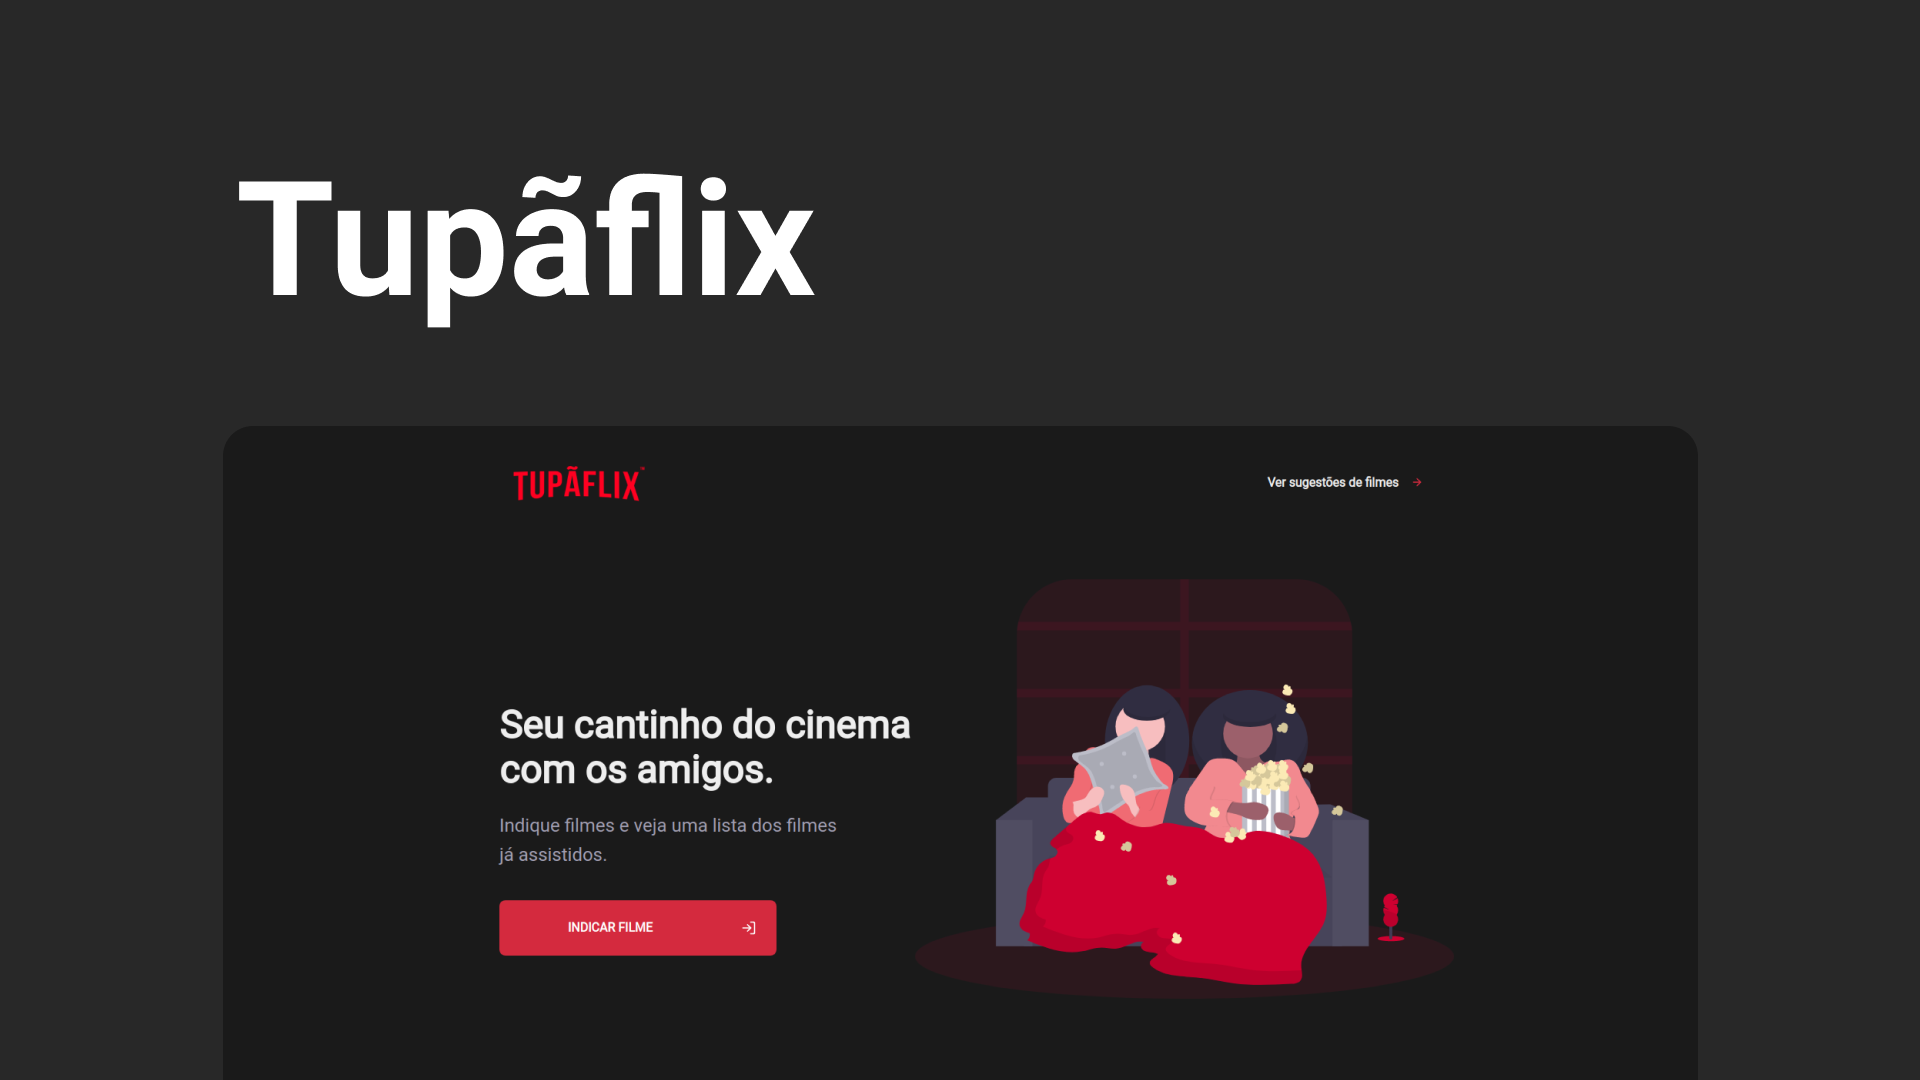 Tupãflix
TUPÃFLIX
Ver sugestões de filmes
Seu cantinho do cinema
com os amigos.
Indique filmes e veja uma lista dos filmes
já assistidos.
INDICAR FILME